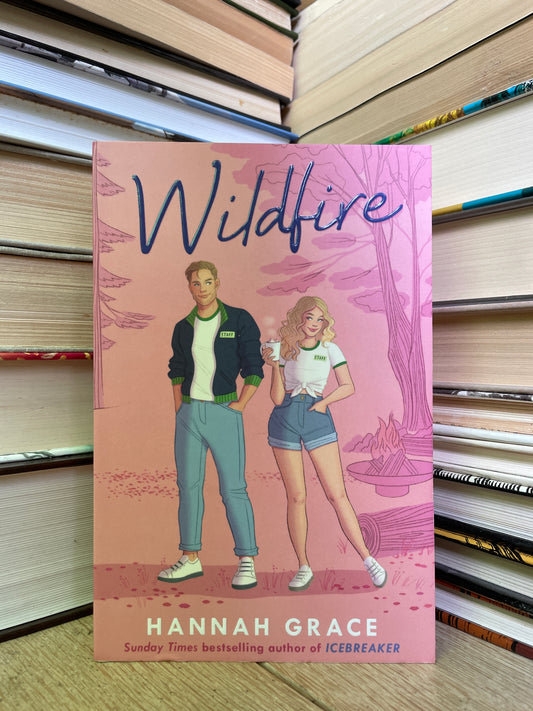 Wildfire
STAFF
STAFF
HANNAH GRACE
Sunday Times bestselling author of ICEBREAKER